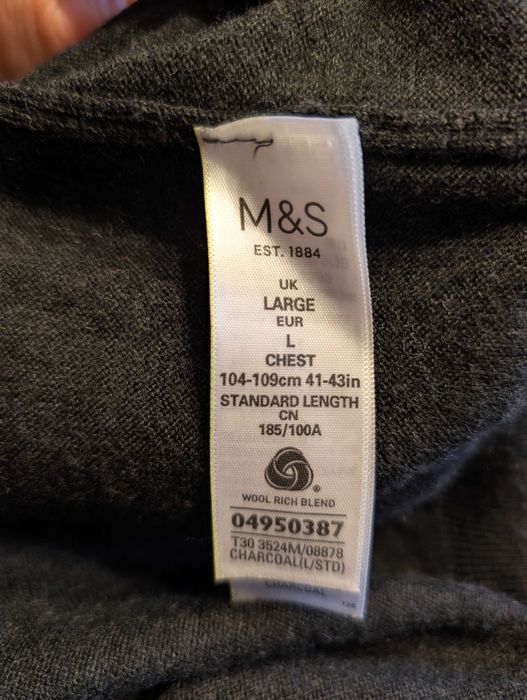 M&S
EST. 1884
UK
LARGE
EUR
L
CHEST
104-109cm 41-43in
STANDARD LENGTH
CN
185/100A
®
WOOL RICH BLEND
04950387
T30 3524M/08878
CHARCOAL(L/STD)
CHARCOAL